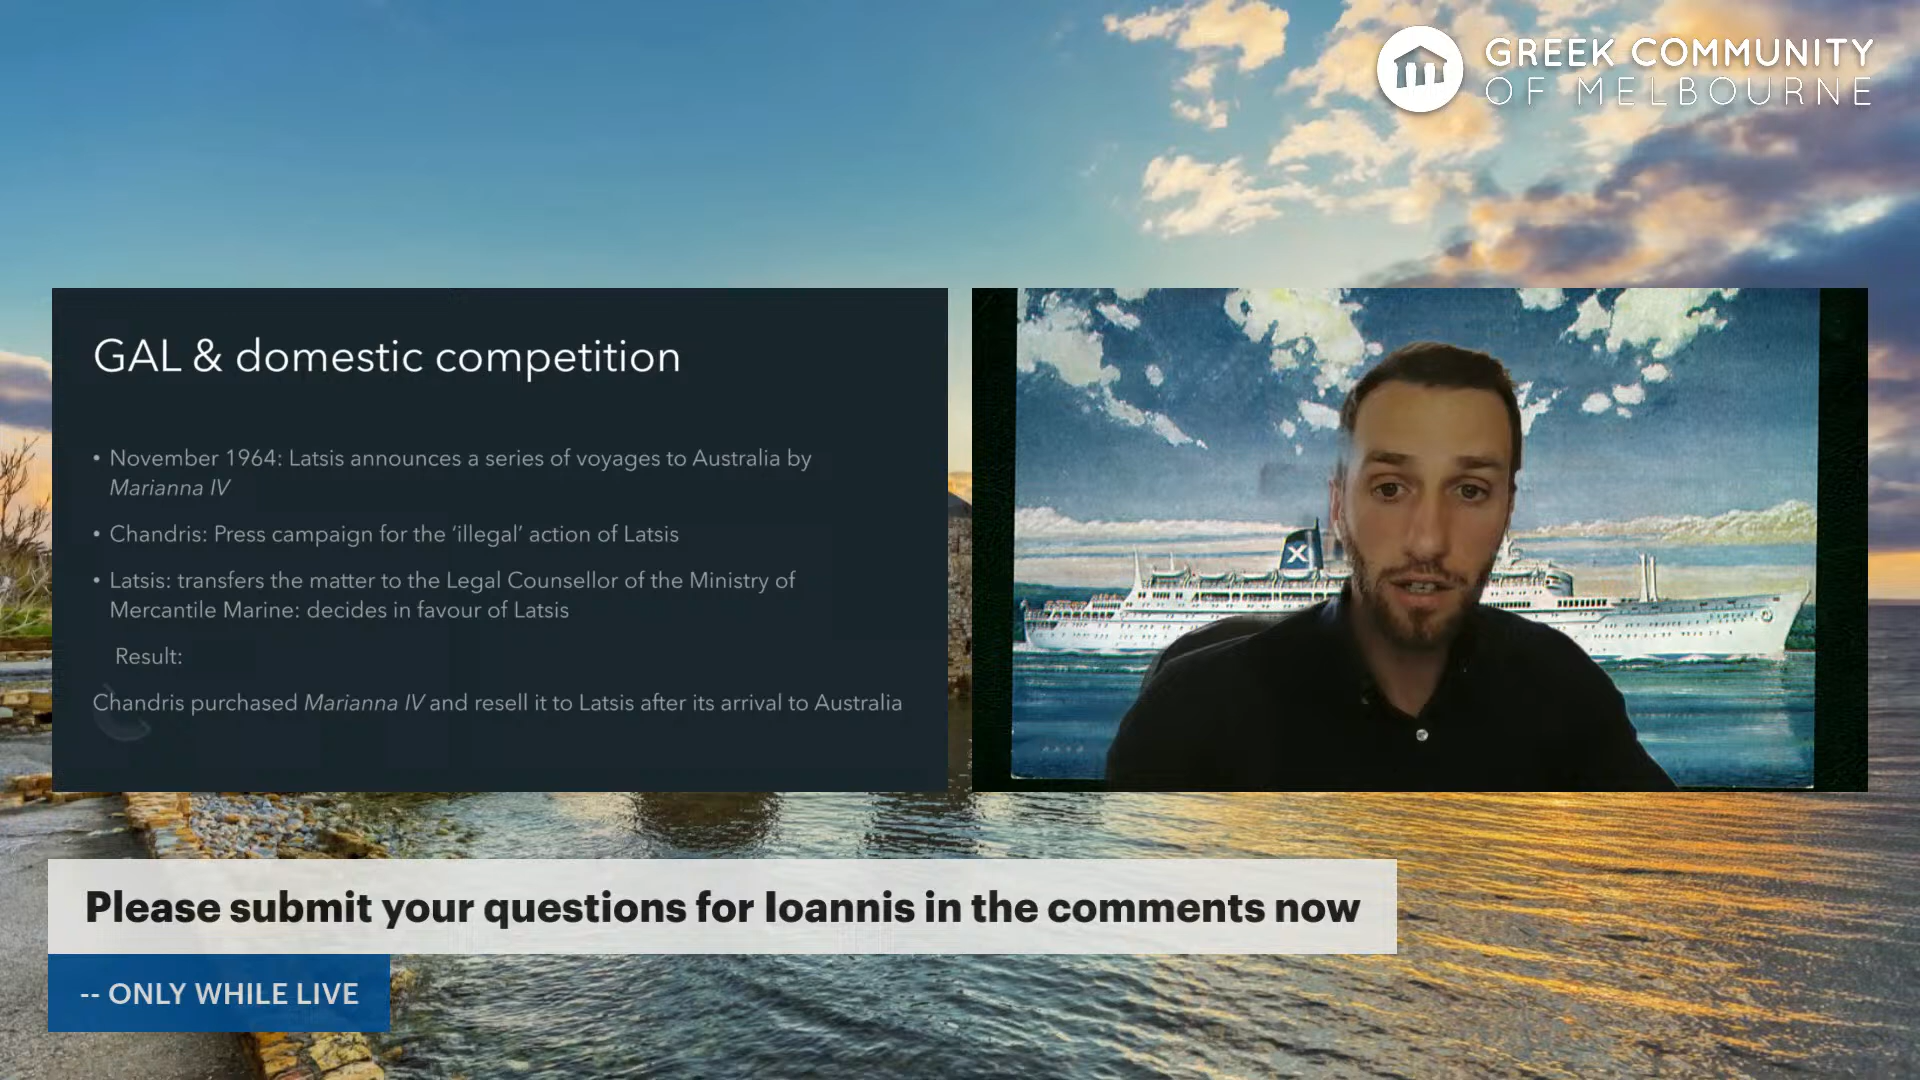 GREEK COMMUNITY
OF MELBOURNE
GAL & domestic competition
• November 1964: Latsis announces a series of voyages to Australia by
Marianna IV
• Chandris: Press campaign for the ‘illegal’ action of Latsis
• Latsis: transfers the matter to the Legal Counsellor of the Ministry of
Mercantile Marine: decides in favour of Latsis
Result:
Chandris purchased Marianna IV and resell it to Latsis after its arrival to Australia
X
Please submit your questions for Ioannis in the comments now
-- ONLY WHILE LIVE